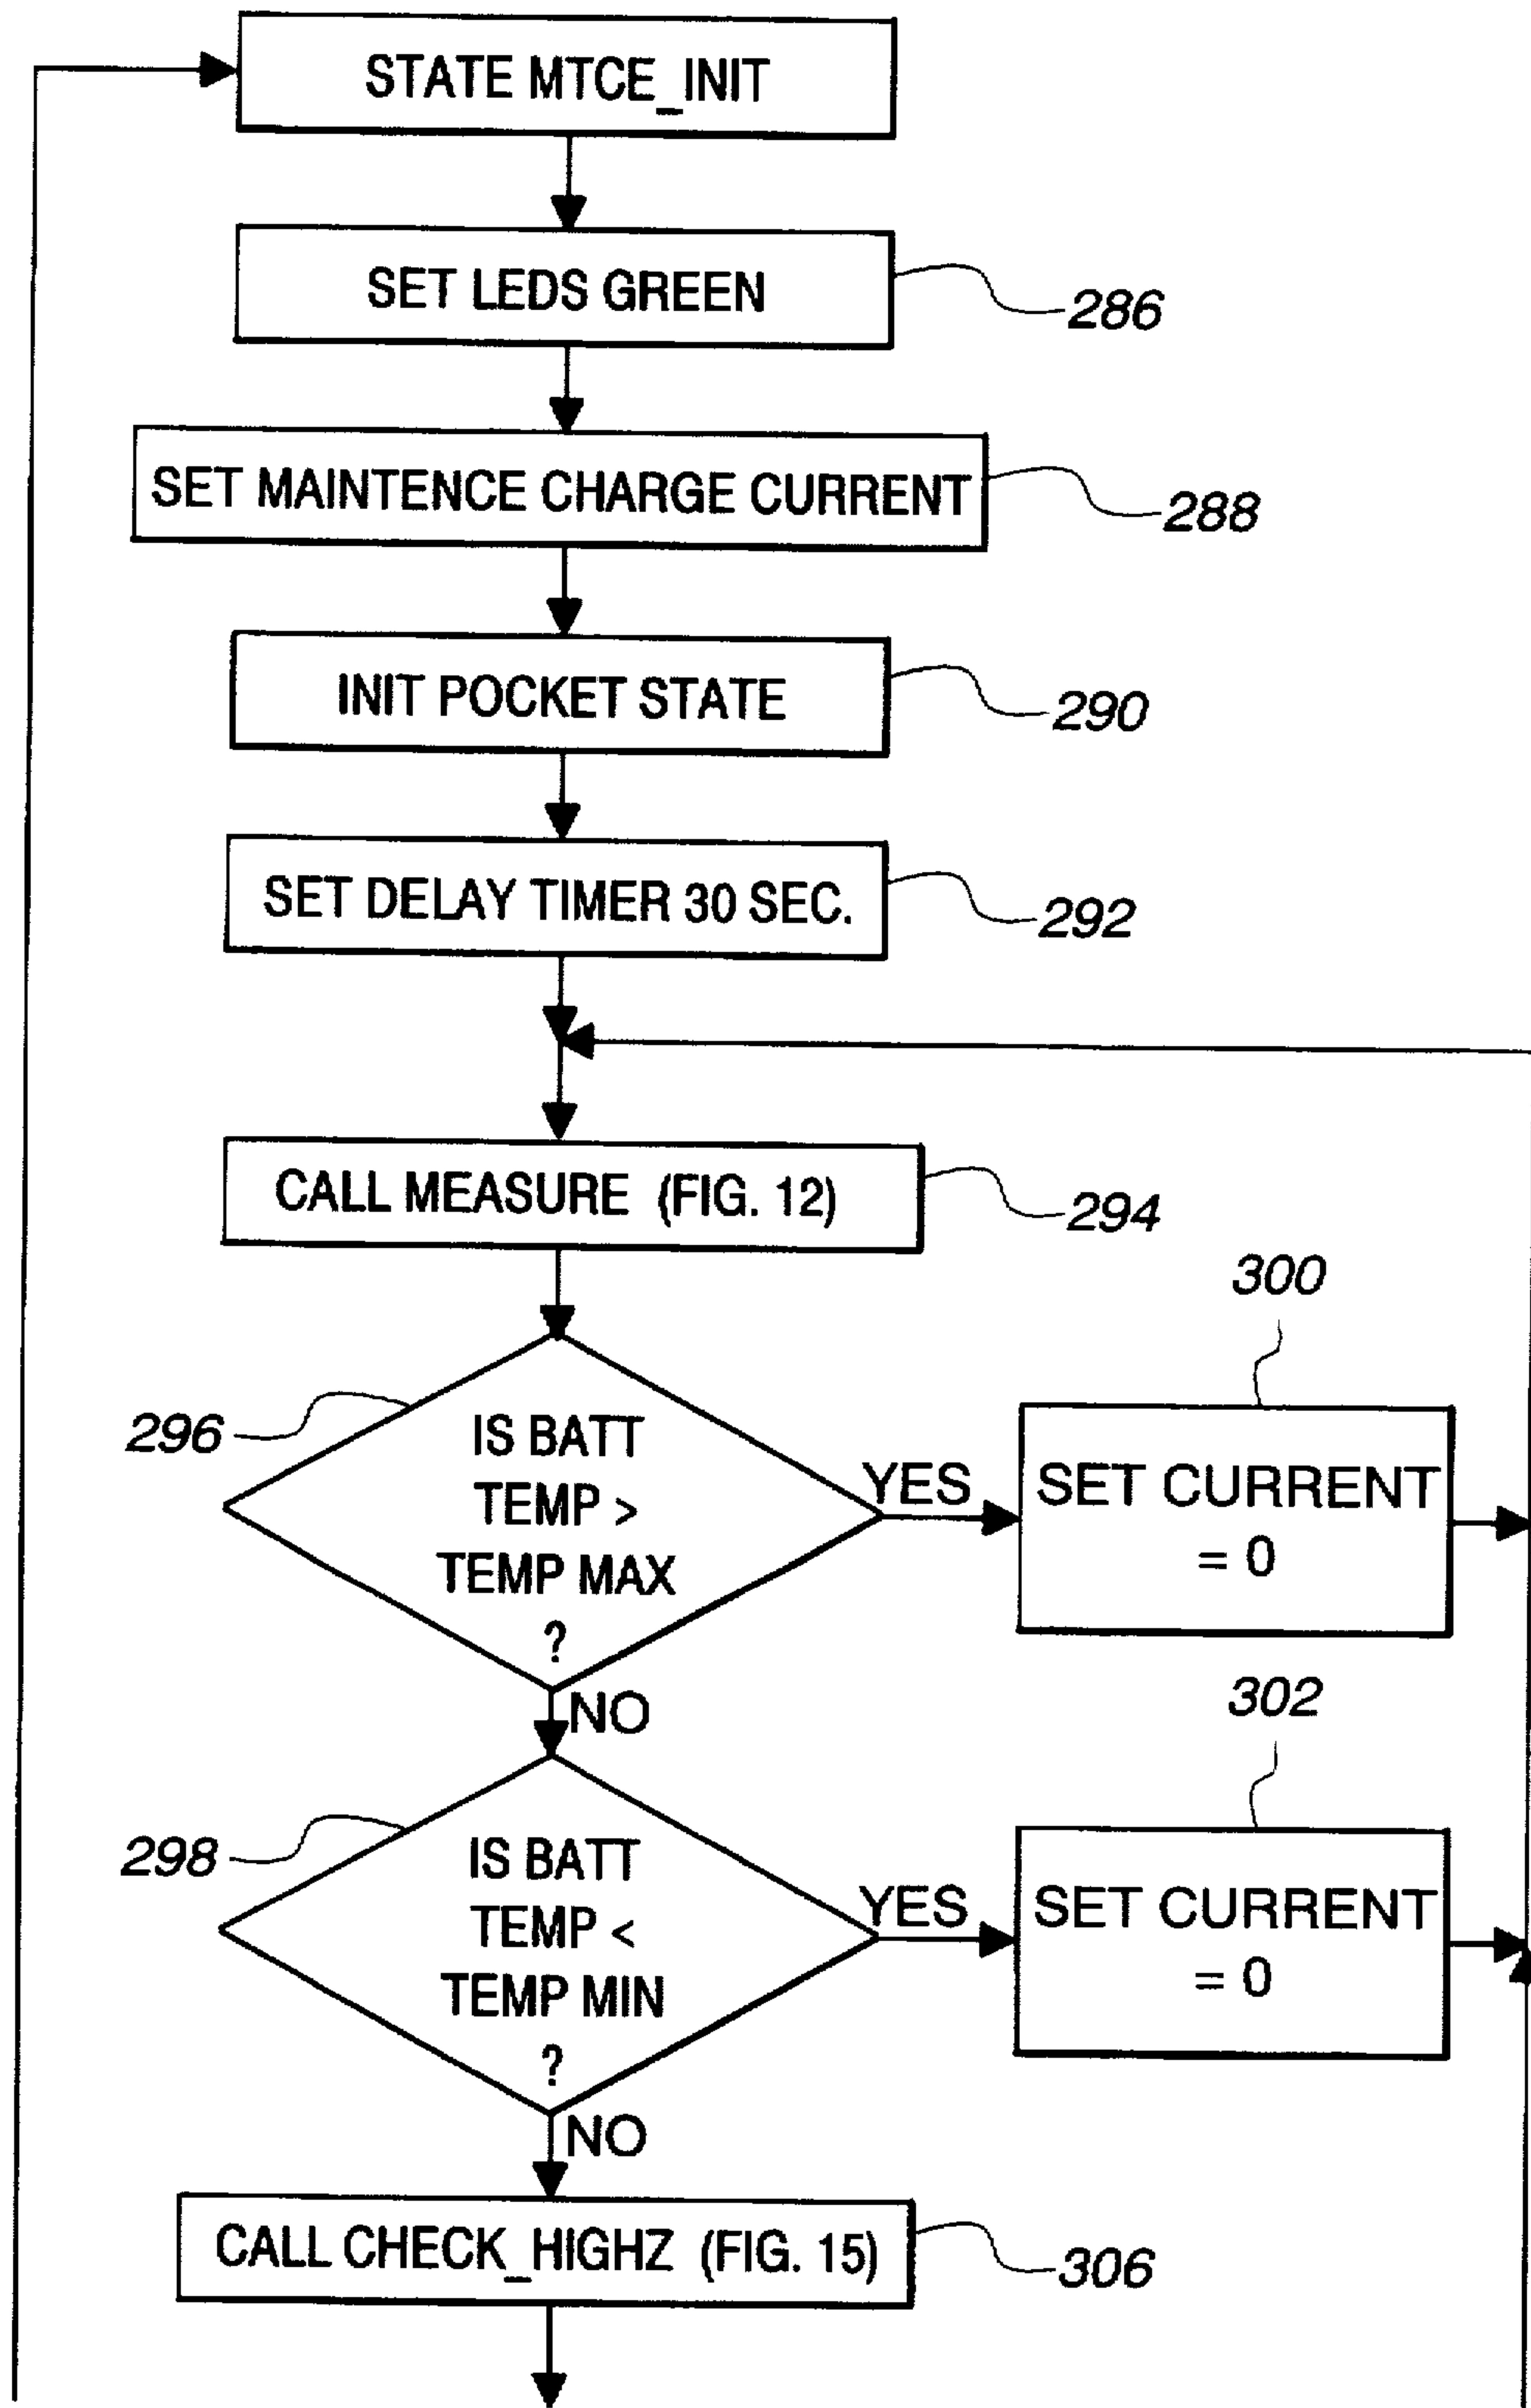 STATE MTCE_INIT
SET LEDS GREEN
286
SET MAINTENCE CHARGE CURRENT
288
INIT POCKET STATE
290
SET DELAY TIMER 30 SEC.
292
CALL MEASURE (FIG. 12)
294
296
IS BATT
TEMP >
TEMP MAX
?
YES
300
SET CURRENT
= 0
NO
298
IS BATT
TEMP <
TEMP MIN
?
YES
302
SET CURRENT
= 0
NO
CALL CHECK_HIGHZ (FIG. 15)
306